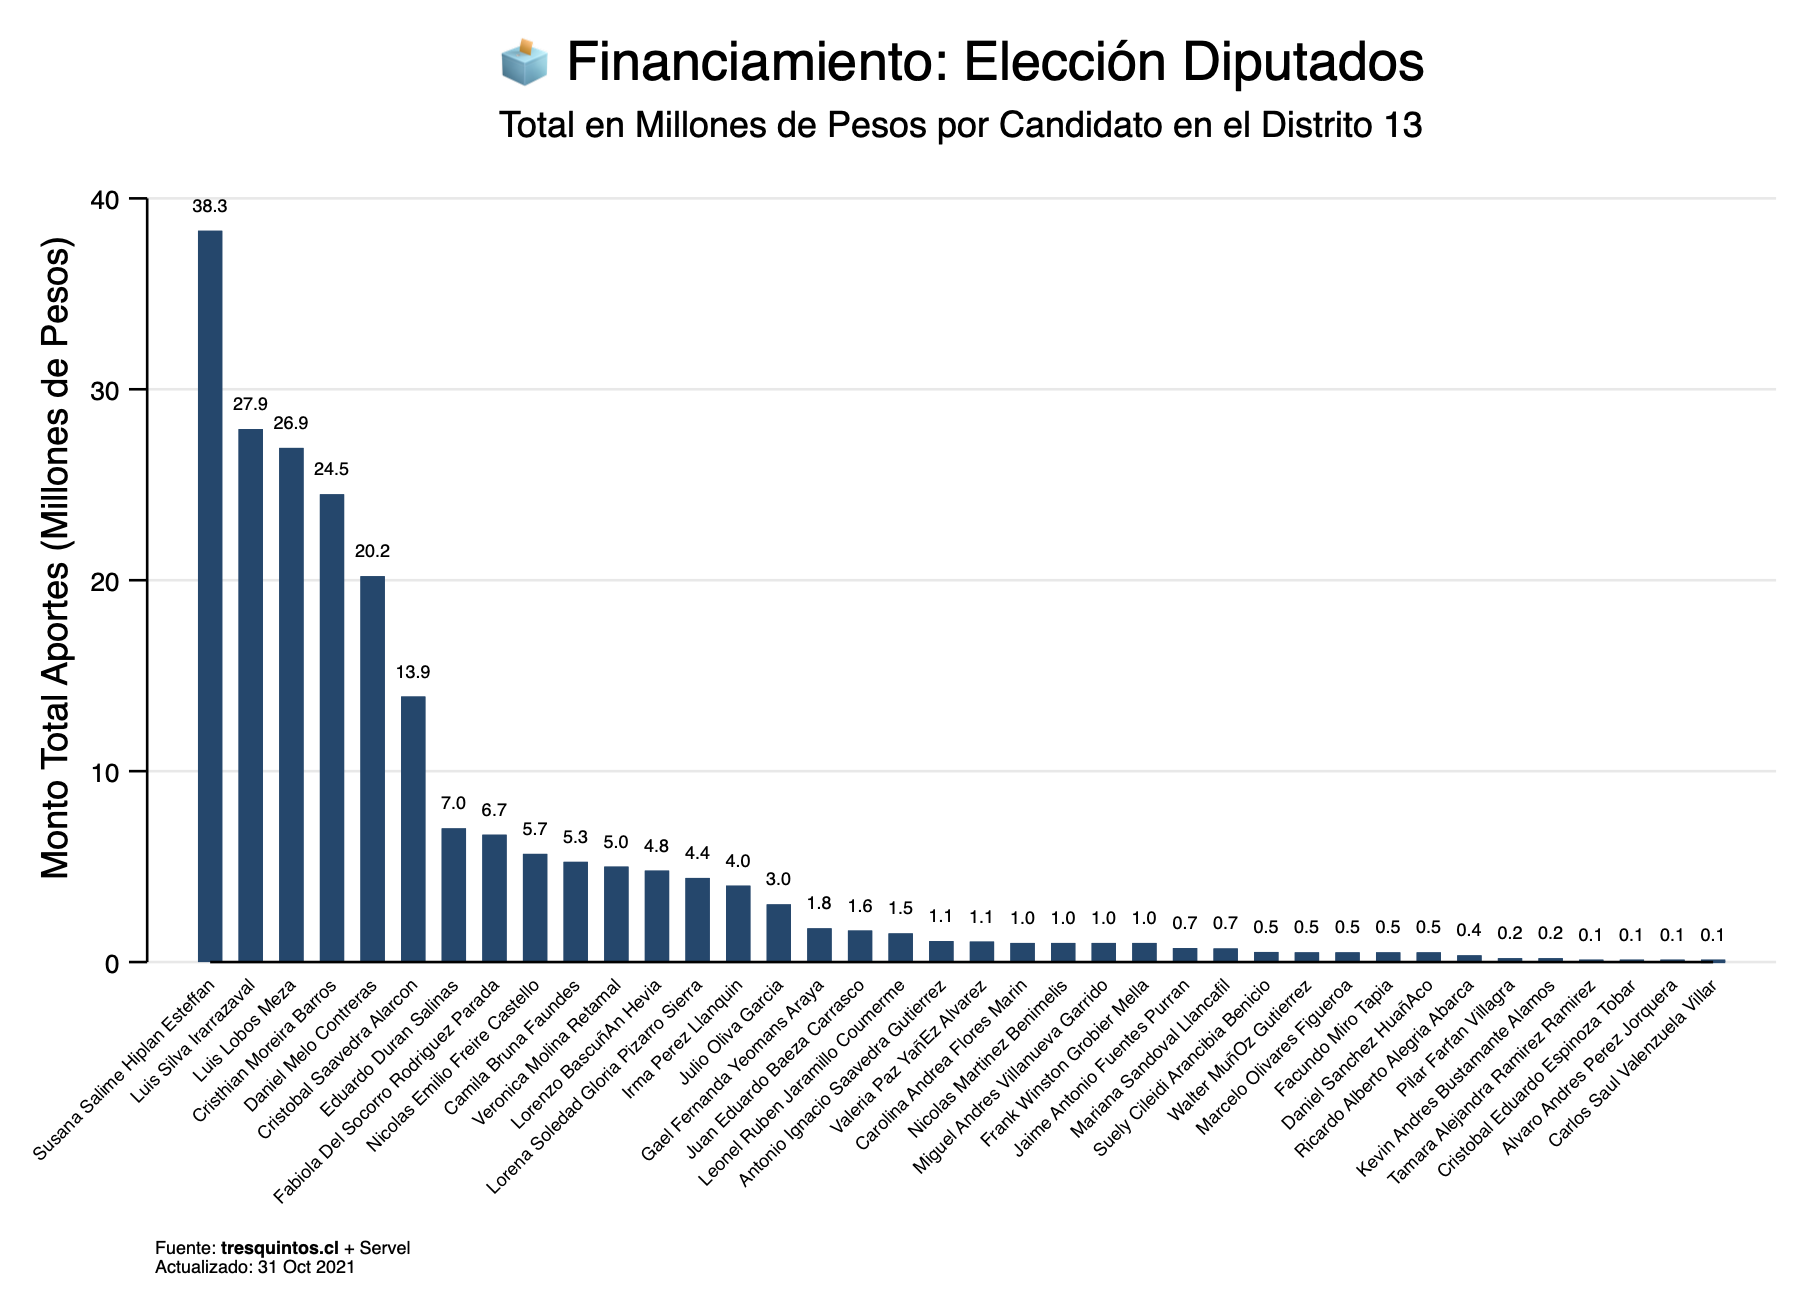 Financiamiento: Elección Diputados
Total en Millones de Pesos por Candidato en el Distrito 13
Monto Total Aportes (Millones de Pesos)
40
30
20
10
0
38.3
27.9
26.9
24.5
20.2
13.9
7.0
6.7
5.7
5.3
5.0
4.8
4.4
4.0
3.0
1.8
1.6
1.5
1.1
1.1
1.0
1.0
1.0
1.0
0.7
0.7
0.5
0.5
0.5
0.5
0.5
0.4
0.2
0.2
0.1
0.1
0.1
0.1
Susana Salime Hiplan Esteffan
Luis Silva Irarrazaval
Luis Lobos Meza
Cristhian Moreira Barros
Daniel Melo Contreras
Cristobal Saavedra Alarcon
Eduardo Duran Salinas
Fabiola Del Socorro Rodriguez Parada
Nicolas Emilio Freire Castello
Camila Bruna Faundes
Veronica Molina Retamal
Lorenzo BascuñAn Hevia
Lorena Soledad Gloria Pizarro Sierra
Irma Perez Llanquin
Julio Oliva Garcia
Gael Fernanda Yeomans Araya
Juan Eduardo Baeza Carrasco
Leonel Ruben Jaramillo Coumerme
Antonio Ignacio Saavedra Gutierrez
Valeria Paz YañEz Alvarez
Carolina Andrea Flores Marin
Nicolas Martinez Benimelis
Miguel Andres Villanueva Garrido
Frank Winston Grobier Mella
Jaime Antonio Fuentes Purran
Mariana Sandoval Llancafil
Suely Cileidi Arancibia Benicio
Walter MuñOz Gutierrez
Marcelo Olivares Figueroa
Facundo Miro Tapia
Daniel Sanchez HuañAco
Ricardo Alberto Alegria Abarca
Pilar Farfan Villagra
Kevin Andres Bustamante Alamos
Tamara Alejandra Ramirez Ramirez
Cristobal Eduardo Espinoza Tobar
Alvaro Andres Perez Jorquera
Carlos Saul Valenzuela Villar
Fuente: tresquintos.cl + Servel
Actualizado: 31 Oct 2021